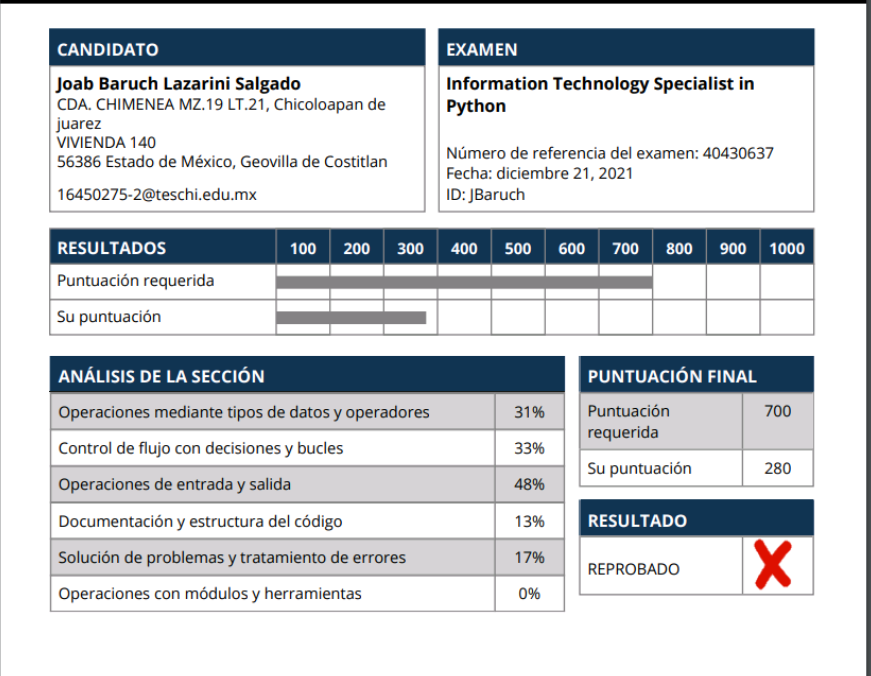 CANDIDATO
Joab Baruch Lazarini Salgado
CDA. CHIMENEA MZ.19 LT.21, Chicoloapan de
juarez
VIVIENDA 140
56386 Estado de México, Geovilla de Costitlan
16450275-2@teschi.edu.mx
EXAMEN
Information Technology Specialist in
Python
Número de referencia del examen: 40430637
Fecha: diciembre 21, 2021
ID: JBaruch
RESULTADOS 100 200 300 400 500 600 700 800 900 1000
Puntuación requerida
Su puntuación
ANÁLISIS DE LA SECCIÓN
Operaciones mediante tipos de datos y operadores 31%
Control de flujo con decisiones y bucles 33%
Operaciones de entrada y salida 48%
Documentación y estructura del código 13%
Solución de problemas y tratamiento de errores 17%
Operaciones con módulos y herramientas 0%
PUNTUACIÓN FINAL
Puntuación 700
requerida
Su puntuación 280
RESULTADO
REPROBADO